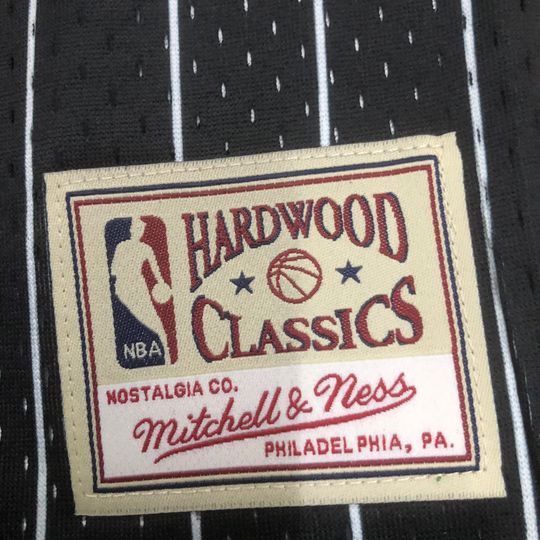 HARDWOOD
CLASSICS
NBA
NOSTALGIA CO.
Mitchell & Ness
PHILADELPHIA, PA.